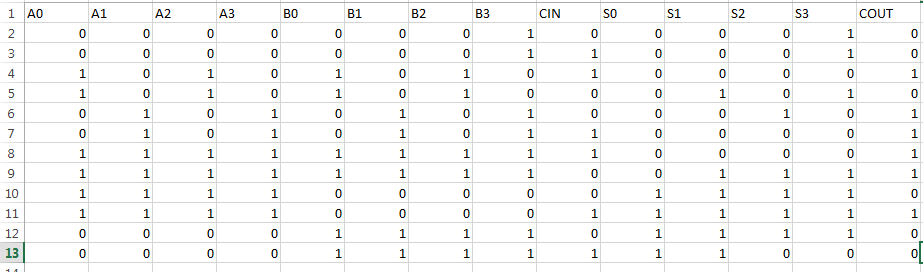 1 A0 A1 A2 A3 B0 B1 B2 B3 CIN S0 S1 S2 S3 COUT
2 0 0 0 0 0 0 0 1 0 0 0 0 1 0
3 0 0 0 0 0 0 0 1 1 0 0 0 1 0
4 1 0 1 0 1 0 1 0 1 0 0 0 0 1
5 1 0 1 0 1 0 1 0 0 0 1 0 1 0
6 0 1 0 1 0 1 0 1 0 0 0 1 0 1
7 0 1 0 1 0 1 0 1 1 0 0 0 0 1
8 1 1 1 1 1 1 1 1 1 0 0 0 0 1
9 1 1 1 1 1 1 1 1 0 0 1 1 1 1
10 1 1 1 1 0 0 0 0 0 1 1 1 1 0
11 1 1 1 1 0 0 0 0 1 1 1 1 1 1
12 0 0 0 0 1 1 1 1 0 1 1 1 1 0
13 0 0 0 0 1 1 1 1 1 1 1 0 0 0